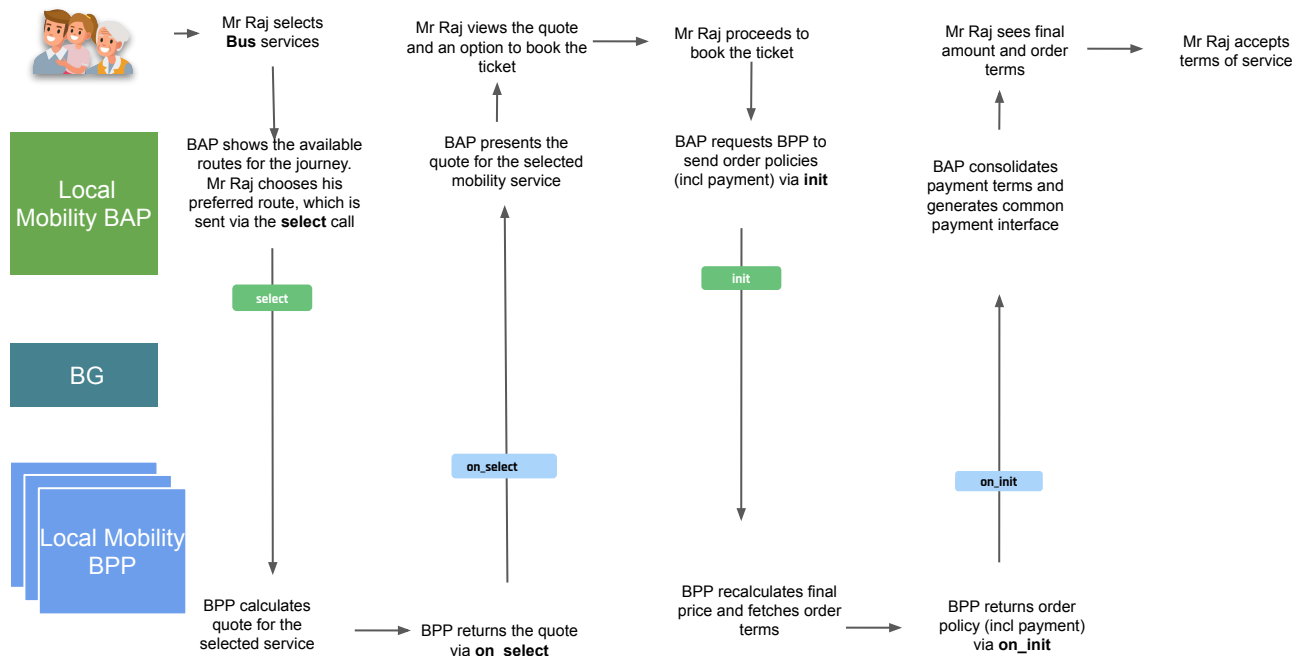 Mr Raj selects
Bus services
Mr Raj views the quote
and an option to book the
ticket
Mr Raj proceeds to
book the ticket
Mr Raj sees final
amount and order
terms
Mr Raj accepts
terms of service
Local
Mobility BAP
BAP shows the available
routes for the journey.
Mr Raj chooses his
preferred route, which is
sent via the select call
BAP presents the
quote for the selected
mobility service
BAP requests BPP to
send order policies
(incl payment) via init
BAP consolidates
payment terms and
generates common
payment interface
select
init
BG
on_select
on_init
Local Mobility
BPP
BPP calculates
quote for the
selected service
BPP returns the quote
via on_select
BPP recalculates final
price and fetches order
terms
BPP returns order
policy (incl payment)
via on_init